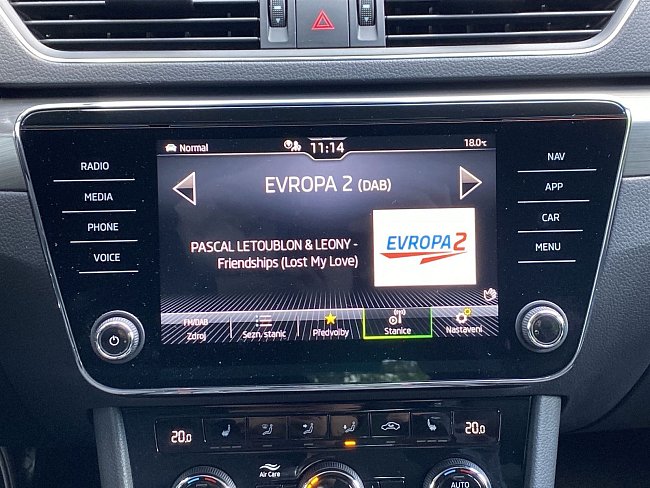 Normal
11:14
18.0°C
EVROPA 2 (DAB)
PASCAL LETOUBLON & LEONY -
Friendships (Lost My Love)
EVROPA 2
FM/DAB
Zdroj
Sezn. stanic
Předvolby
Stanice
Nastavení
RADIO
MEDIA
PHONE
VOICE
NAV
APP
CAR
MENU
20.0
20.0
Air Care
AUTO